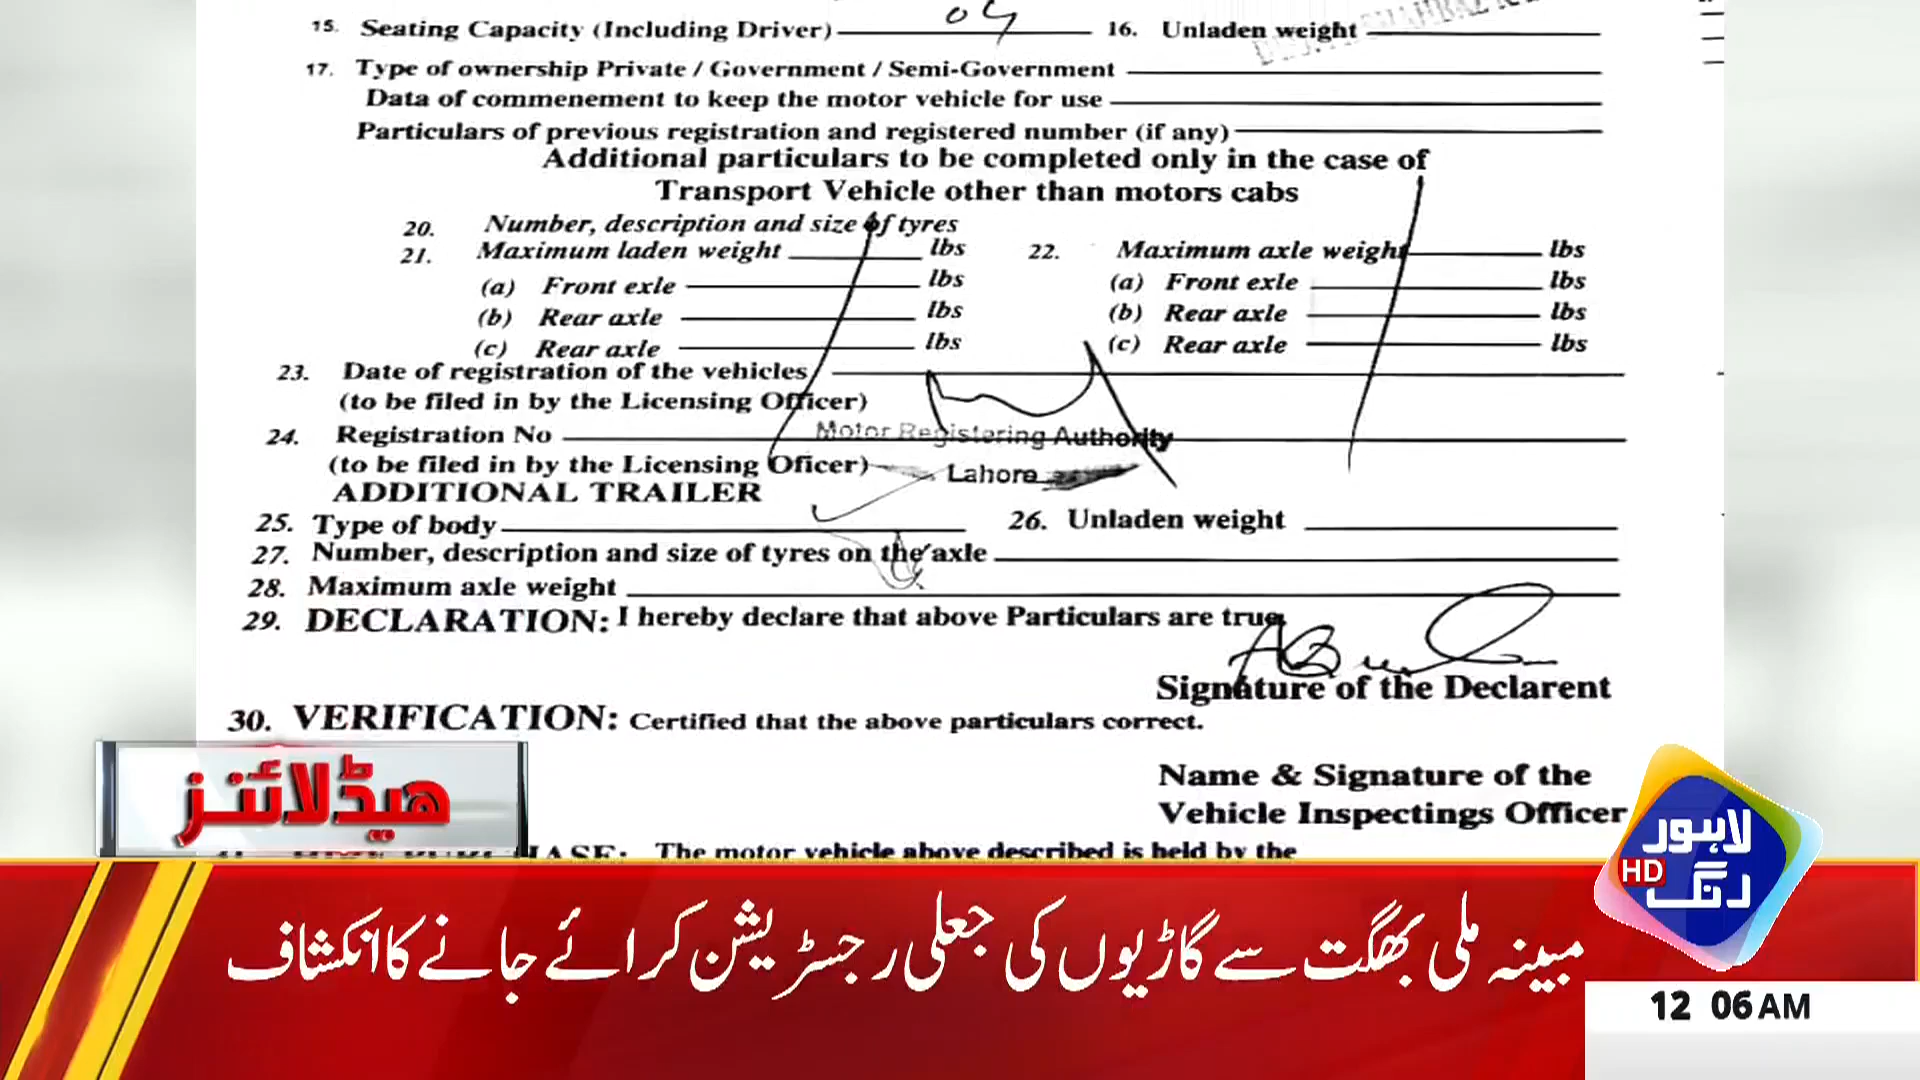 15. Seating Capacity (Including Driver) 04 16. Unladen weight
17. Type of ownership Private / Government / Semi-Government
Data of commenement to keep the motor vehicle for use
Particulars of previous registration and registered number (if any)
Additional particulars to be completed only in the case of
Transport Vehicle other than motors cabs
20. Number, description and size of tyres
21. Maximum laden weight lbs 22. Maximum axle weight lbs
(a) Front exle lbs (a) Front exle lbs
(b) Rear axle lbs (b) Rear axle lbs
(c) Rear axle lbs (c) Rear axle lbs
23. Date of registration of the vehicles
(to be filed in by the Licensing Officer)
24. Registration No
Motor Registering Authority
(to be filed in by the Licensing Oficer)
Lahore
ADDITIONAL TRAILER
25. Type of body 26. Unladen weight
27. Number, description and size of tyres on the axle
28. Maximum axle weight
29. DECLARATION: I hereby declare that above Particulars are true
Signature of the Declarent
30. VERIFICATION: Certified that the above particulars correct.
Name & Signature of the
Vehicle Inspectings Officer
The motor vehicle above described is held by the
ہیڈلائنز
لاہور
رنگ
HD
مبینہ ملی بھگت سے گاڑیوں کی جعلی رجسٹریشن کرائے جانے کا انکشاف
12 06 AM